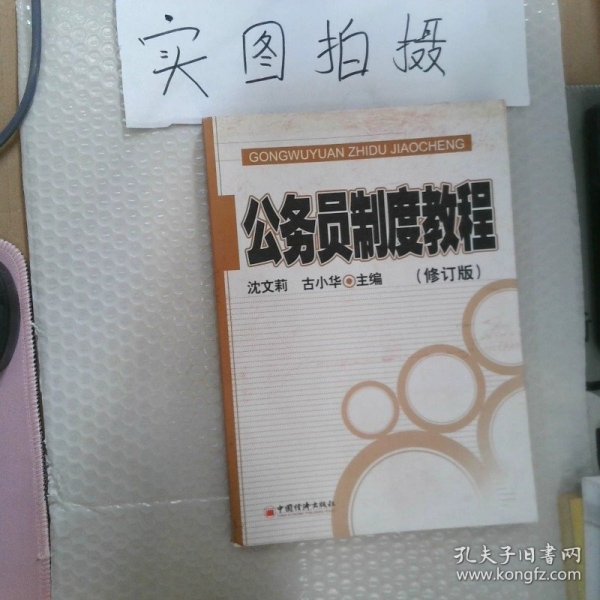 实图拍摄
GONGWUYUAN ZHIDU JIAOCHENG
公务员制度教程
沈文莉 古小华 主编 (修订版)
中国经济出版社
孔夫子旧书网
www.kongfz.com